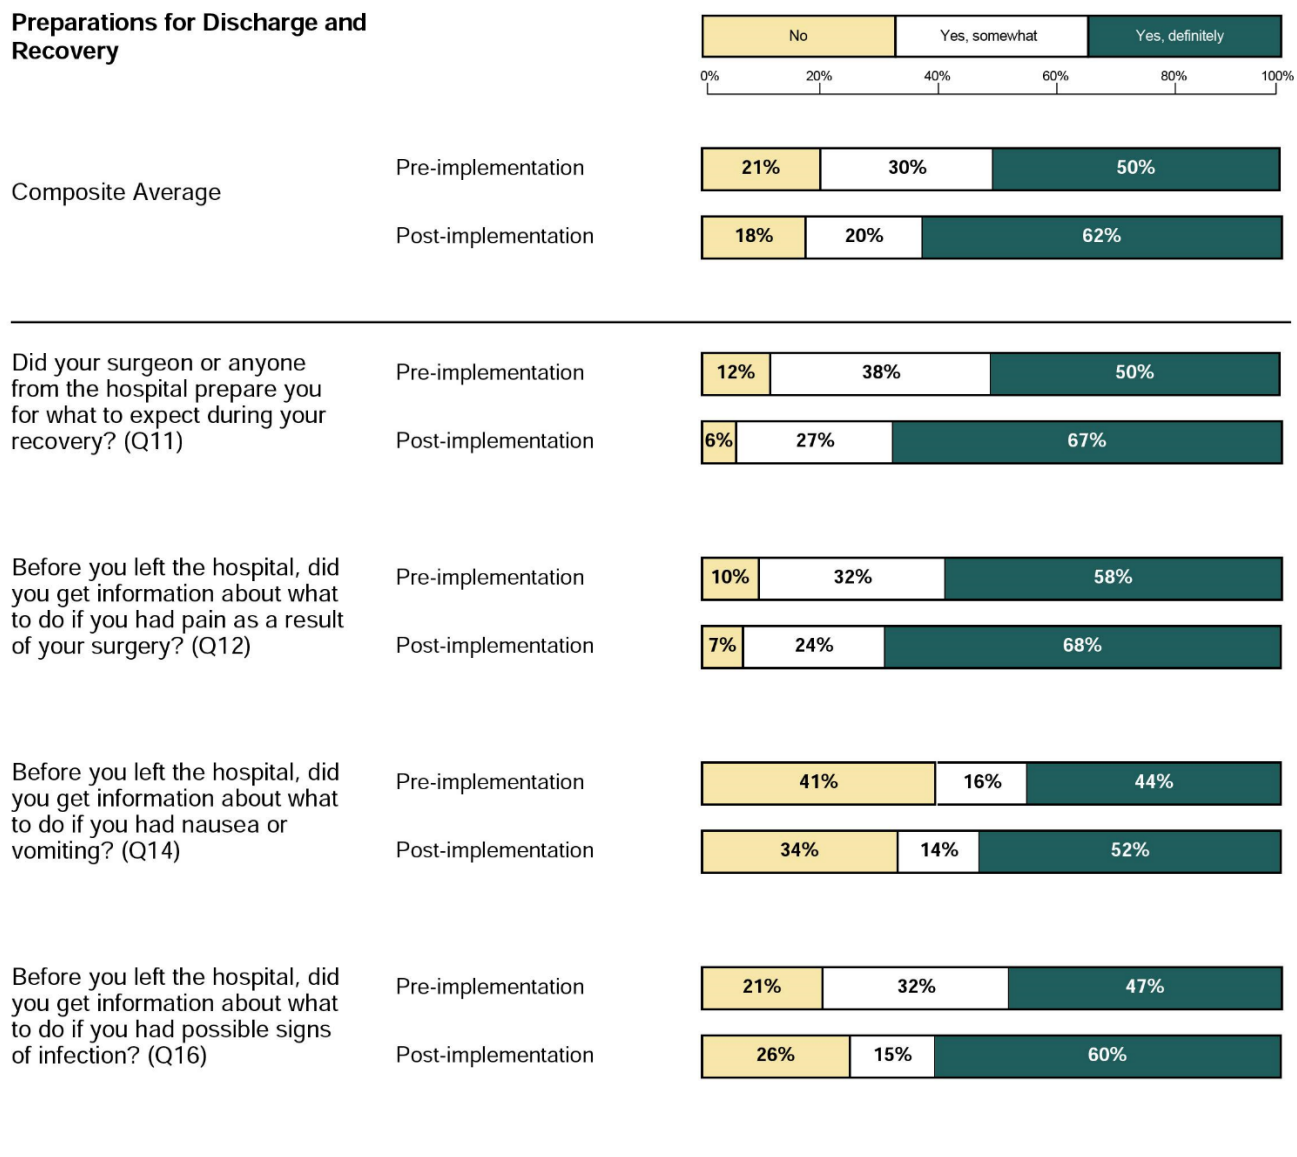 Preparations for Discharge and
Recovery
No Yes, somewhat Yes, definitely
0% 20% 40% 60% 80% 100%
Composite Average
Pre-implementation 21% 30% 50%
Post-implementation 18% 20% 62%
Did your surgeon or anyone
from the hospital prepare you
for what to expect during your
recovery? (Q11)
Pre-implementation 12% 38% 50%
Post-implementation 6% 27% 67%
Before you left the hospital, did
you get information about what
to do if you had pain as a result
of your surgery? (Q12)
Pre-implementation 10% 32% 58%
Post-implementation 7% 24% 68%
Before you left the hospital, did
you get information about what
to do if you had nausea or
vomiting? (Q14)
Pre-implementation 41% 16% 44%
Post-implementation 34% 14% 52%
Before you left the hospital, did
you get information about what
to do if you had possible signs
of infection? (Q16)
Pre-implementation 21% 32% 47%
Post-implementation 26% 15% 60%